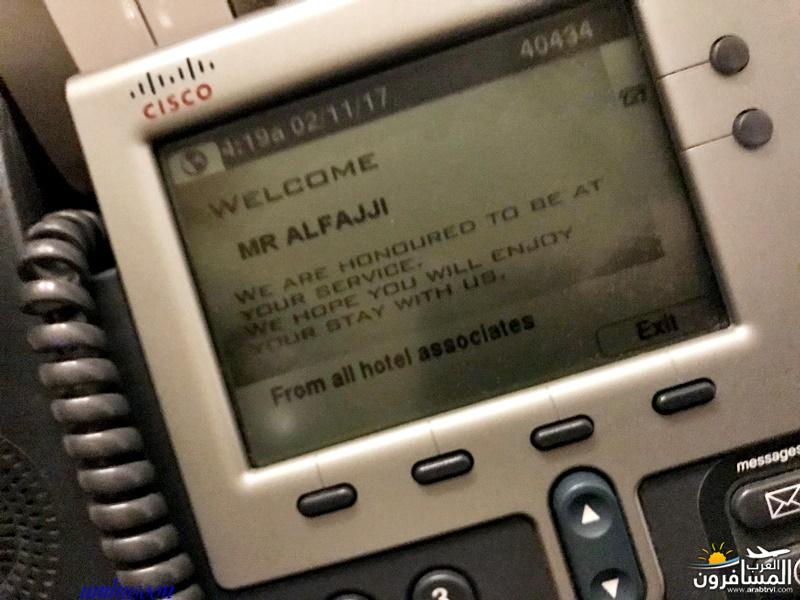 CISCO
4:19a 02/11/17
40434
WELCOME
MR ALFAJJI
WE ARE HONOURED TO BE AT
YOUR SERVICE.
WE HOPE YOU WILL ENJOY
YOUR STAY WITH US.
From all hotel associates
Exit
messages
3
العرب
المسافرون
www.arabtrvl.com